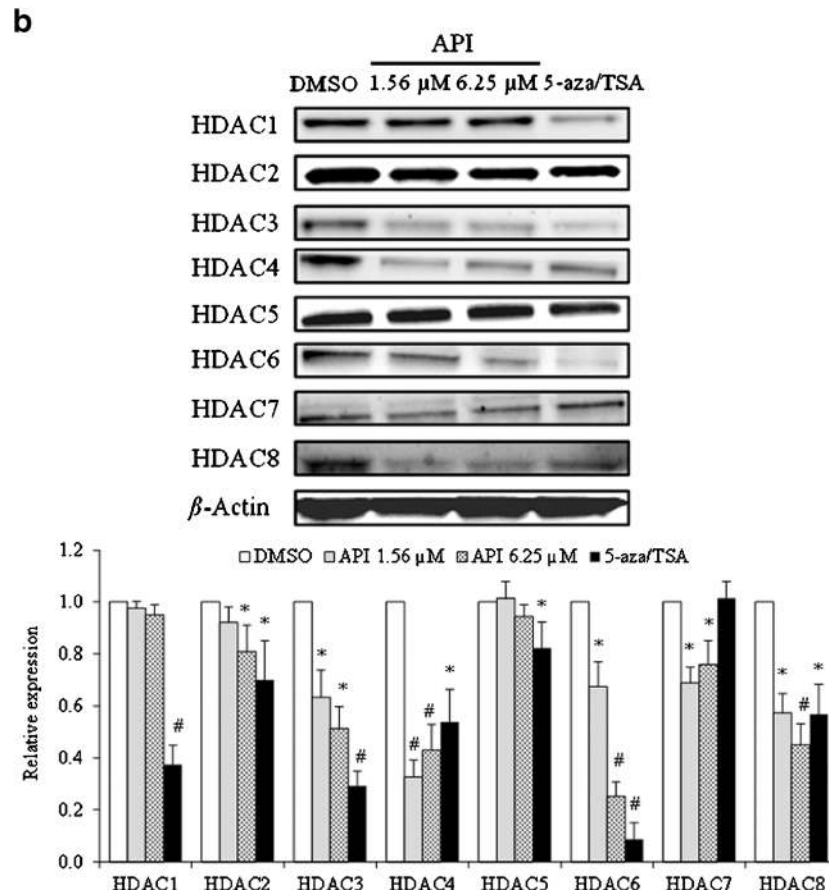 b
API
DMSO 1.56 µM 6.25 µM 5-aza/TSA
HDAC1
HDAC2
HDAC3
HDAC4
HDAC5
HDAC6
HDAC7
HDAC8
β-Actin
1.2
DMSO API 1.56 µM API 6.25 µM 5-aza/TSA
1.0
0.8
0.6
0.4
0.2
0.0
Relative expression
# * * * * # # # * * * # # * * * # *
HDAC1 HDAC2 HDAC3 HDAC4 HDAC5 HDAC6 HDAC7 HDAC8